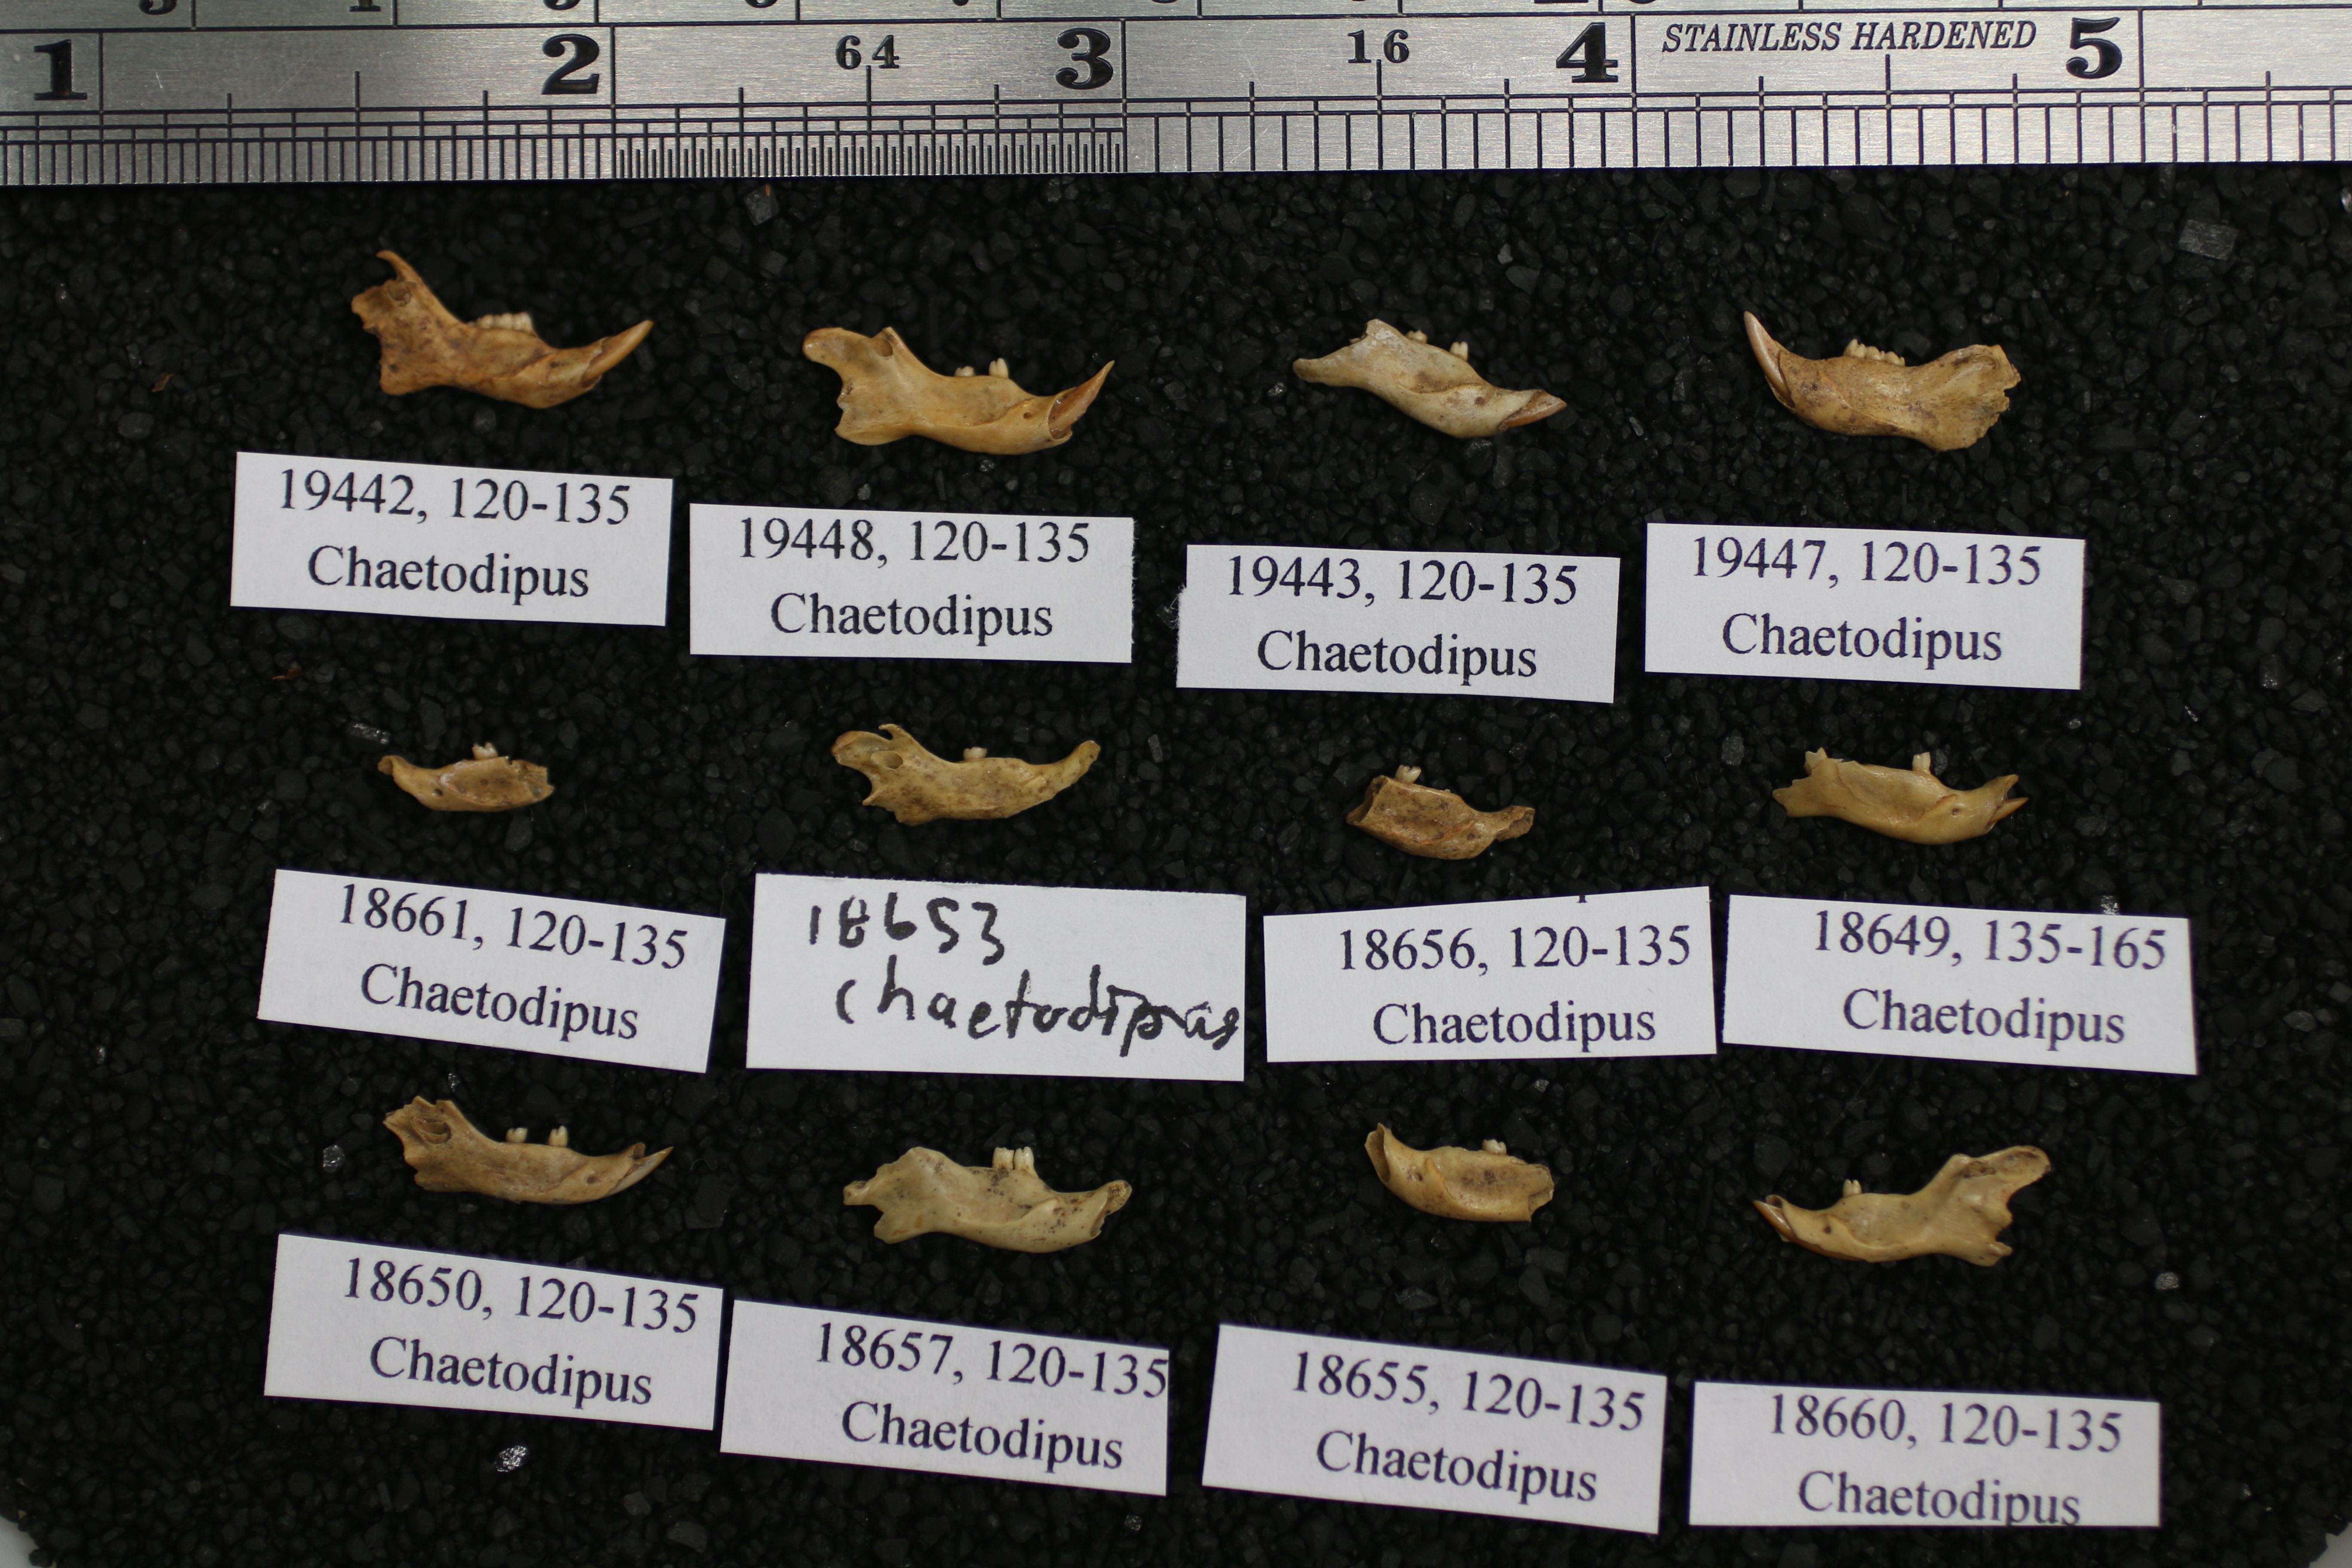 1 2 64 3 16 4 STAINLESS HARDENED 5
19442, 120-135
Chaetodipus
19448, 120-135
Chaetodipus
19443, 120-135
Chaetodipus
19447, 120-135
Chaetodipus
18661, 120-135
Chaetodipus
18653
Chaetodipus
18656, 120-135
Chaetodipus
18649, 135-165
Chaetodipus
18650, 120-135
Chaetodipus
18657, 120-135
Chaetodipus
18655, 120-135
Chaetodipus
18660, 120-135
Chaetodipus